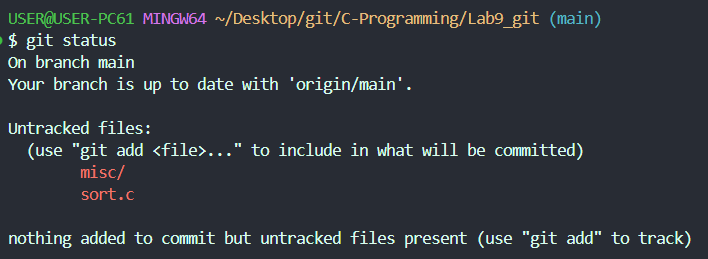 USER@USER-PC61 MINGW64 ~/Desktop/git/C-Programming/Lab9_git (main)
$ git status
On branch main
Your branch is up to date with 'origin/main'.

Untracked files:
  (use "git add <file>..." to include in what will be committed)
        misc/
        sort.c

nothing added to commit but untracked files present (use "git add" to track)